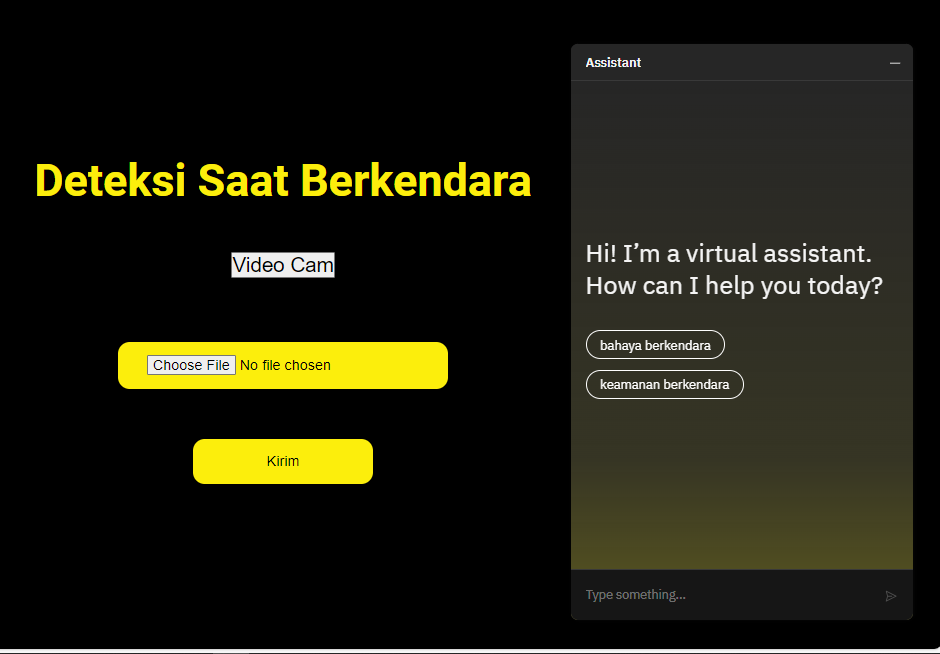 Deteksi Saat Berkendara
Video Cam
Choose File No file chosen
Kirim
Assistant
Hi! I’m a virtual assistant.
How can I help you today?
bahaya berkendara
keamanan berkendara
Type something...